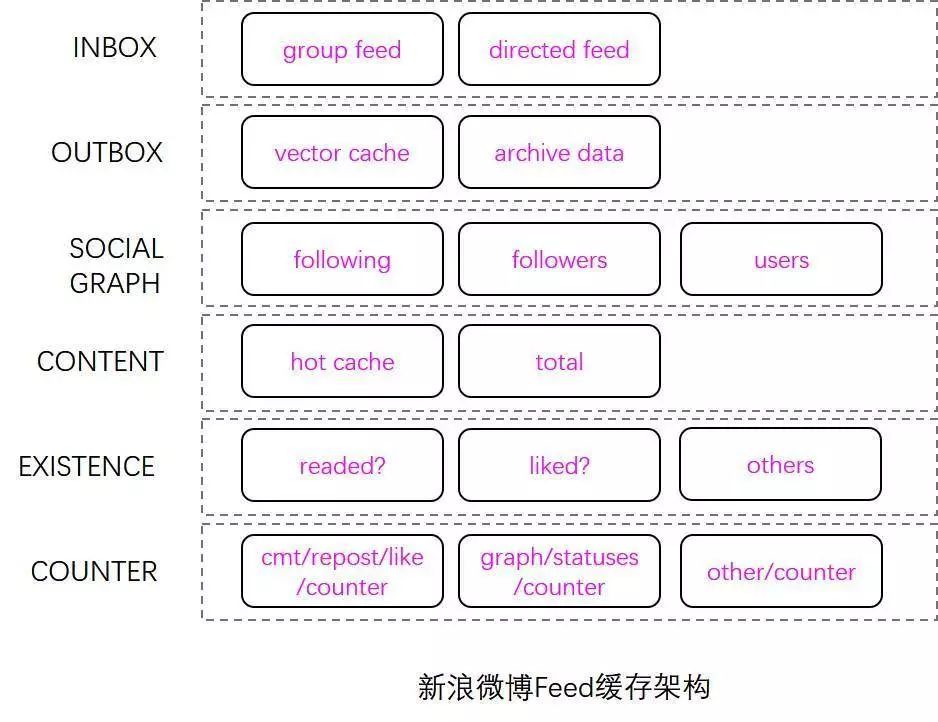 INBOX
group feed
directed feed
OUTBOX
vector cache
archive data
SOCIAL
GRAPH
following
followers
users
CONTENT
hot cache
total
EXISTENCE
readed?
liked?
others
COUNTER
cmt/repost/like
/counter
graph/statuses
/counter
other/counter
新浪微博Feed缓存架构